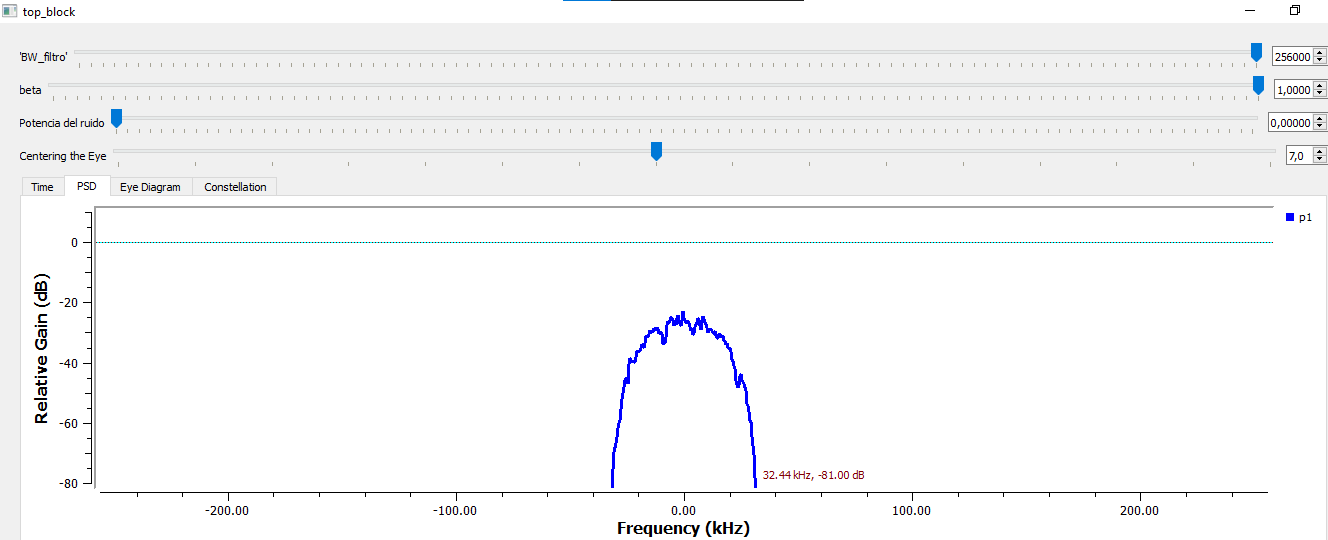 top_block
'BW_filtro' 256000
beta 1,0000
Potencia del ruido 0,00000
Centering the Eye 7,0
Time PSD Eye Diagram Constellation
p1
Relative Gain (dB)
0
-20
-40
-60
-80
32.44 kHz, -81.00 dB
-200.00 -100.00 0.00 100.00 200.00
Frequency (kHz)